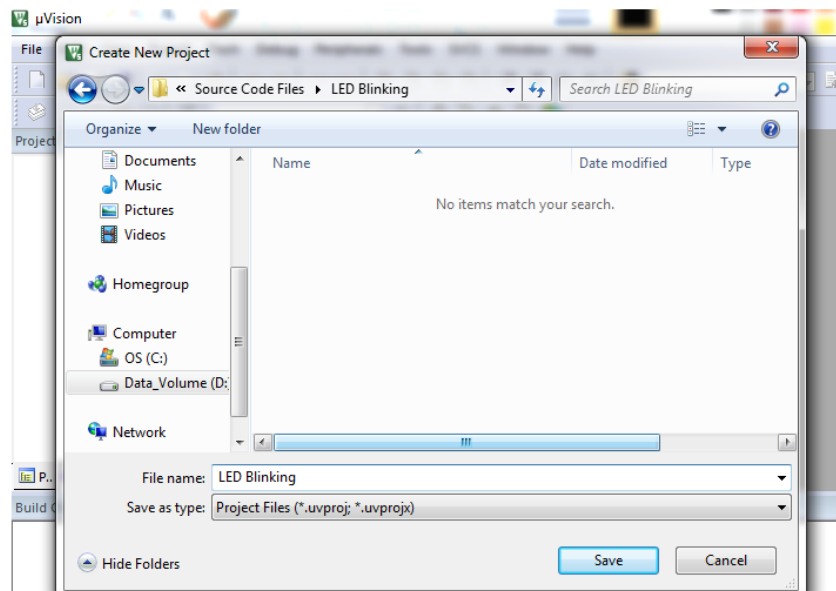 µVision
File
Create New Project
« Source Code Files LED Blinking
Search LED Blinking
Organize
New folder
Project
Documents
Music
Pictures
Videos
Homegroup
Computer
OS (C:)
Data_Volume (D:)
Network
Name
Date modified
Type
No items match your search.
P..
File name: LED Blinking
Build
Save as type: Project Files (*.uvproj; *.uvprojx)
Hide Folders
Save
Cancel